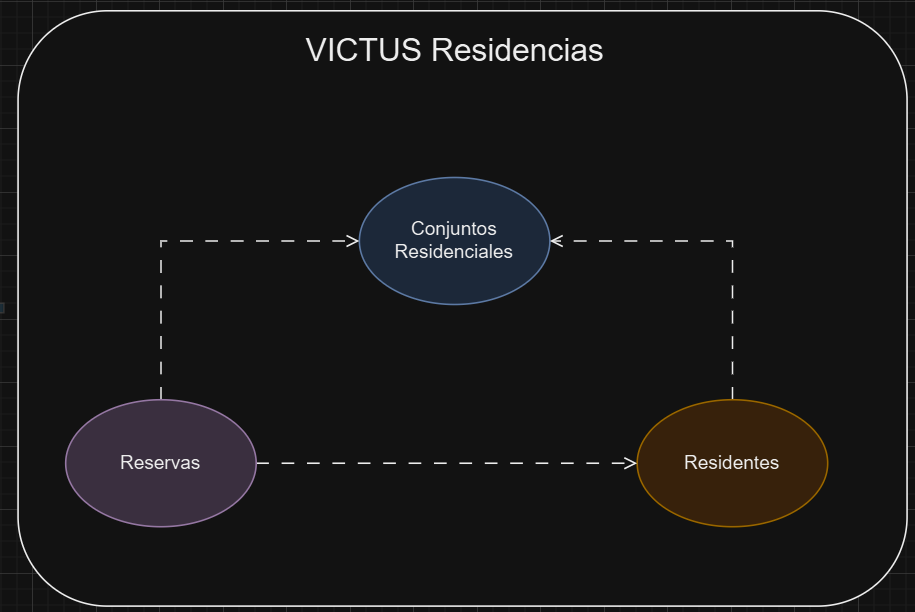 VICTUS Residencias
Conjuntos
Residenciales
Reservas
Residentes